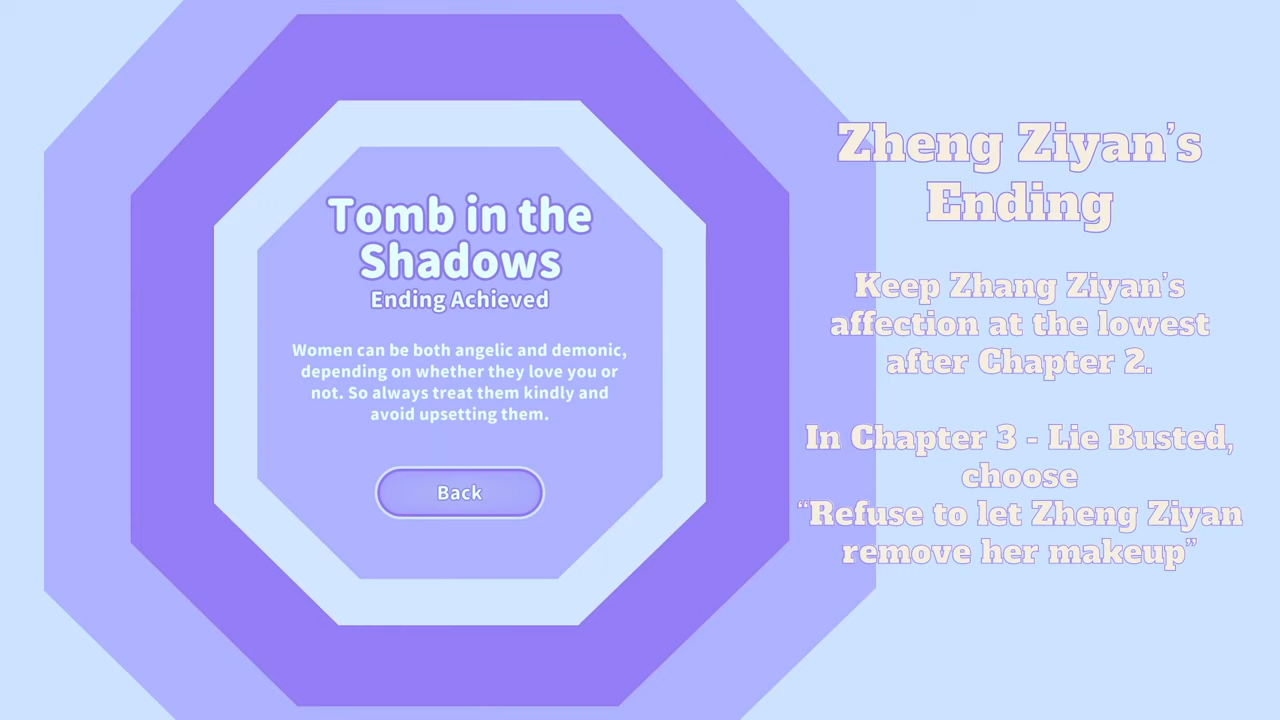 Tomb in the
Shadows
Ending Achieved
Women can be both angelic and demonic,
depending on whether they love you or
not. So always treat them kindly and
avoid upsetting them.
Back
Zheng Ziyan’s
Ending
Keep Zhang Ziyan’s
affection at the lowest
after Chapter 2.
In Chapter 3 - Lie Busted,
choose
“Refuse to let Zheng Ziyan
remove her makeup”